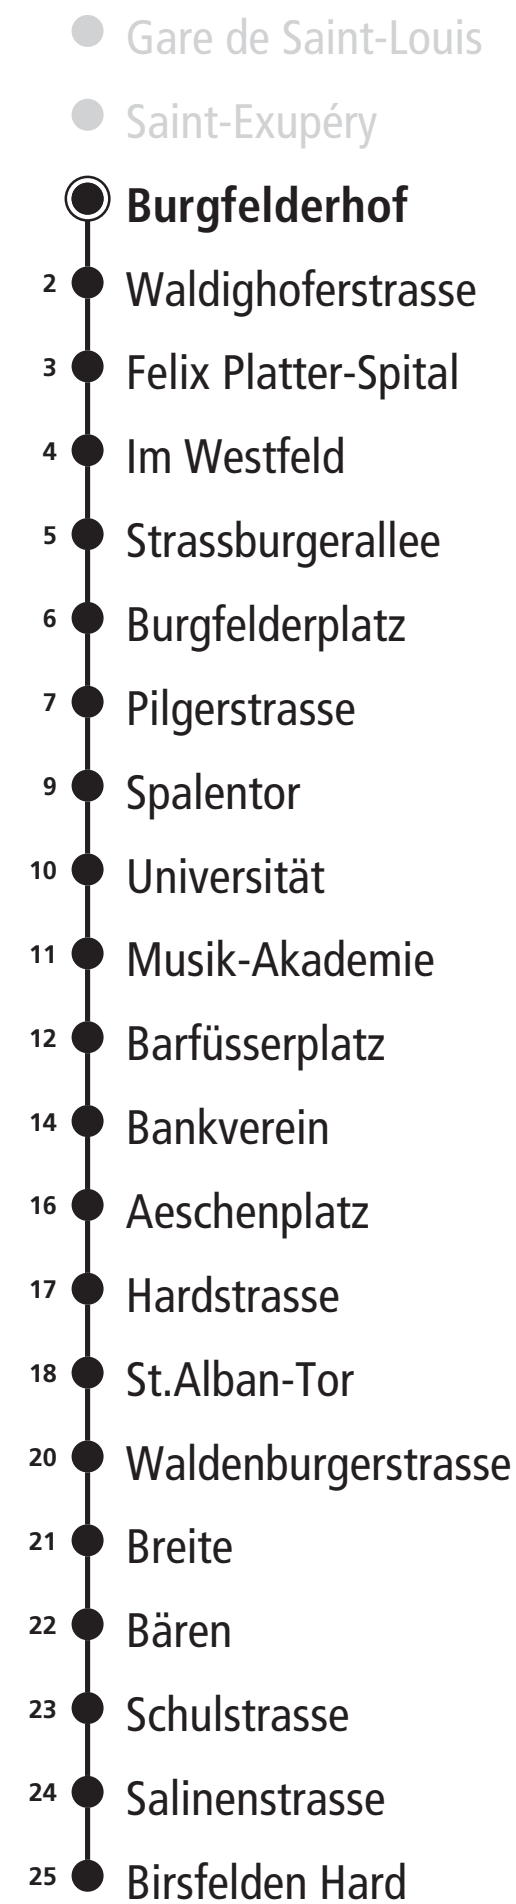 Gare de Saint-Louis
Saint-Exupéry
Burgfelderhof
2 Waldighoferstrasse
3 Felix Platter-Spital
4 Im Westfeld
5 Strassburgerallee
6 Burgfelderplatz
7 Pilgerstrasse
9 Spalentor
10 Universität
11 Musik-Akademie
12 Barfüsserplatz
14 Bankverein
16 Aeschenplatz
17 Hardstrasse
18 St.Alban-Tor
20 Waldenburgerstrasse
21 Breite
22 Bären
23 Schulstrasse
24 Salinenstrasse
25 Birsfelden Hard